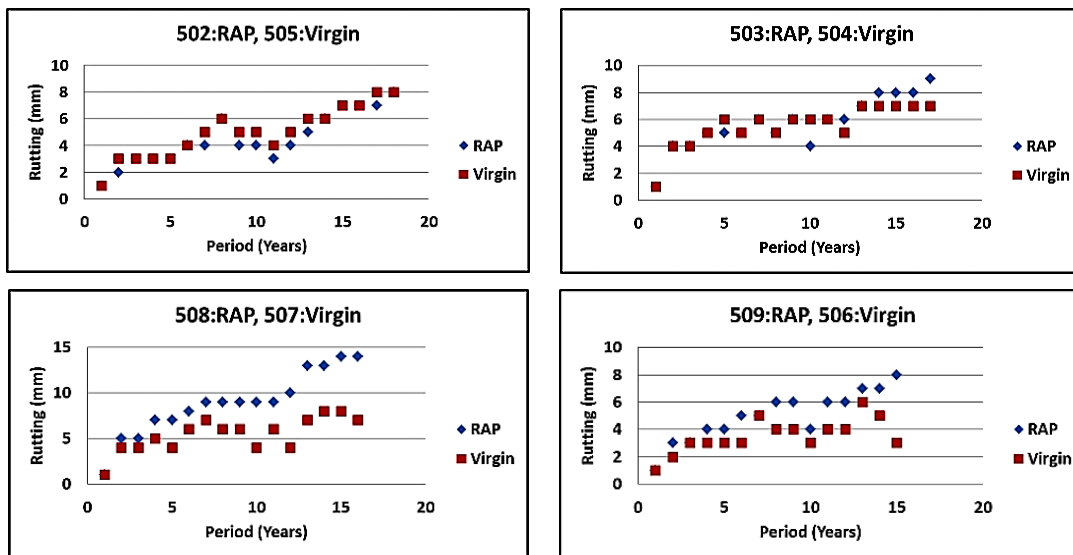 502:RAP, 505:Virgin
10
8
6
4
2
0
0 5 10 15 20
Rutting (mm)
Period (Years)
RAP
Virgin
503:RAP, 504:Virgin
10
8
6
4
2
0
0 5 10 15 20
Rutting (mm)
Period (Years)
RAP
Virgin
508:RAP, 507:Virgin
15
10
5
0
0 5 10 15 20
Rutting (mm)
Period (Years)
RAP
Virgin
509:RAP, 506:Virgin
10
8
6
4
2
0
0 5 10 15 20
Rutting (mm)
Period (Years)
RAP
Virgin